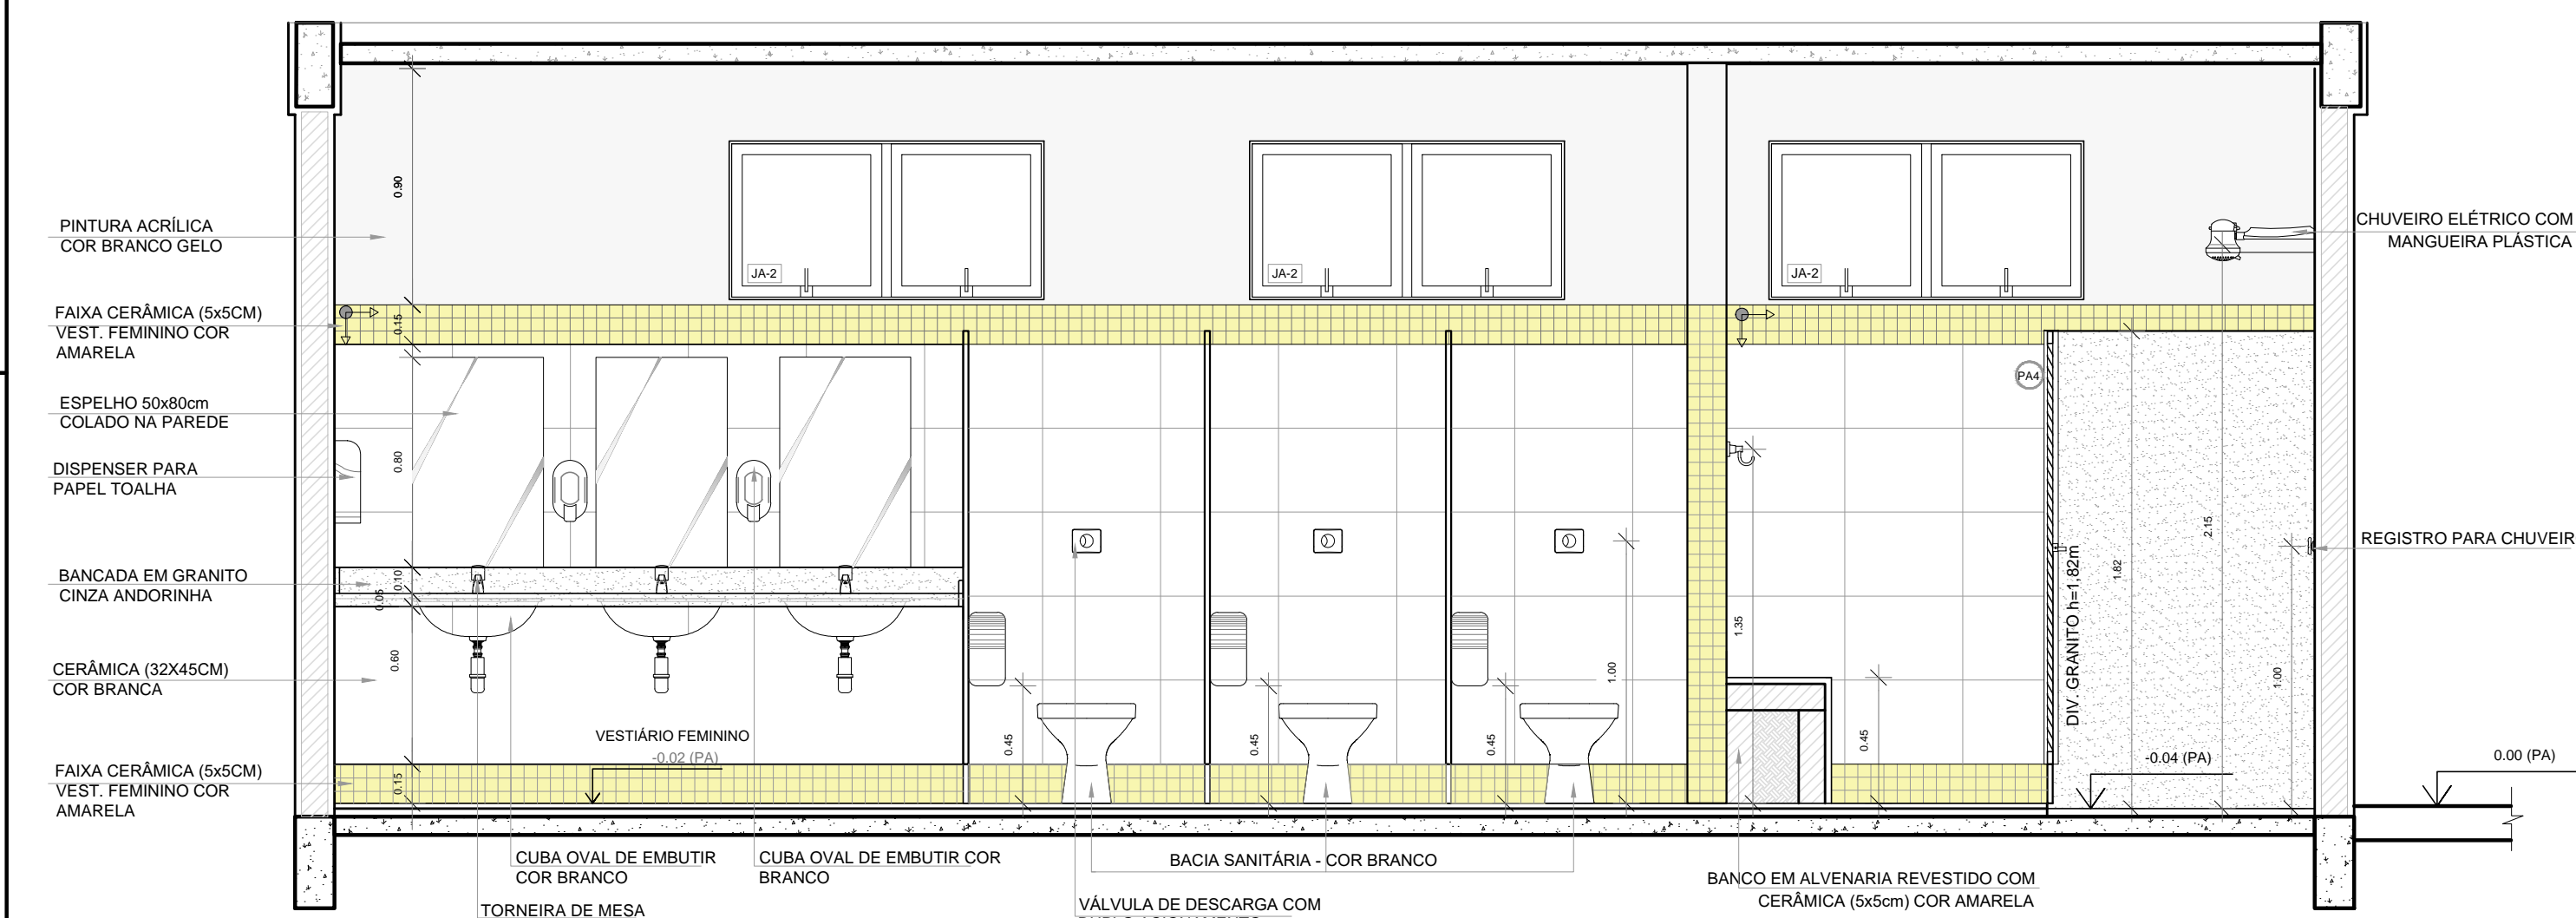 PINTURA ACRÍLICA
COR BRANCO GELO
FAIXA CERÂMICA (5x5CM)
VEST. FEMININO COR
AMARELA
ESPELHO 50x80cm
COLADO NA PAREDE
DISPENSER PARA
PAPEL TOALHA
BANCADA EM GRANITO
CINZA ANDORINHA
CERÂMICA (32X45CM)
COR BRANCA
FAIXA CERÂMICA (5x5CM)
VEST. FEMININO COR
AMARELA
0.90
0.15
0.80
0.10
0.05
0.60
0.15
JA-2
JA-2
JA-2
VESTIÁRIO FEMININO
-0.02 (PA)
0.45
0.45
0.45
1.00
1.35
0.45
PA4
DIV. GRANITO h=1,82m
1.82
2.15
1.00
-0.04 (PA)
0.00 (PA)
CHUVEIRO ELÉTRICO COM
MANGUEIRA PLÁSTICA
REGISTRO PARA CHUVEIR
CUBA OVAL DE EMBUTIR
COR BRANCO
CUBA OVAL DE EMBUTIR COR
BRANCO
TORNEIRA DE MESA
BACIA SANITÁRIA - COR BRANCO
VÁLVULA DE DESCARGA COM
BANCO EM ALVENARIA REVESTIDO COM
CERÂMICA (5x5cm) COR AMARELA